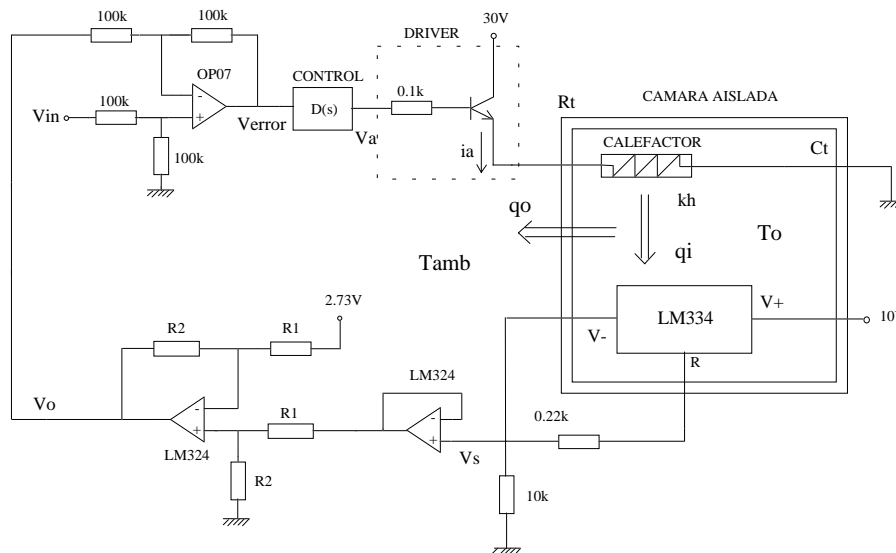 100k
100k
30V
DRIVER
OP07
CONTROL
-
+
Vin
100k
100k
Verror
D(s)
Va
0.1k
ia
Rt
CAMARA AISLADA
CALEFACTOR
Ct
kh
qo
qi
To
Tamb
V+
LM334
V-
R
2.73V
R2
R1
LM324
Vo
-
+
LM324
R1
-
+
Vs
0.22k
R2
10k